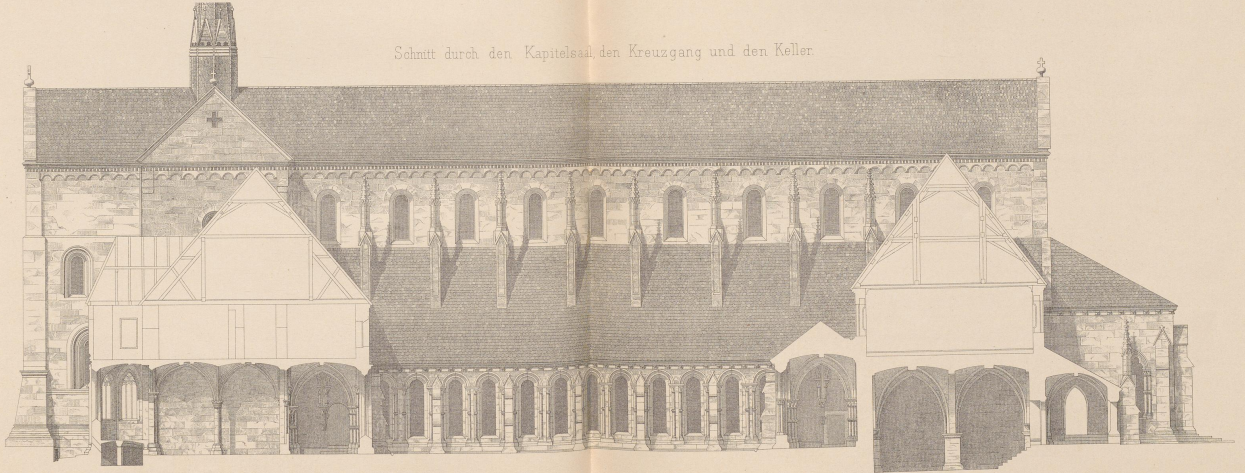 Schnitt durch den Kapitelsaal, den Kreuzgang und den Keller.